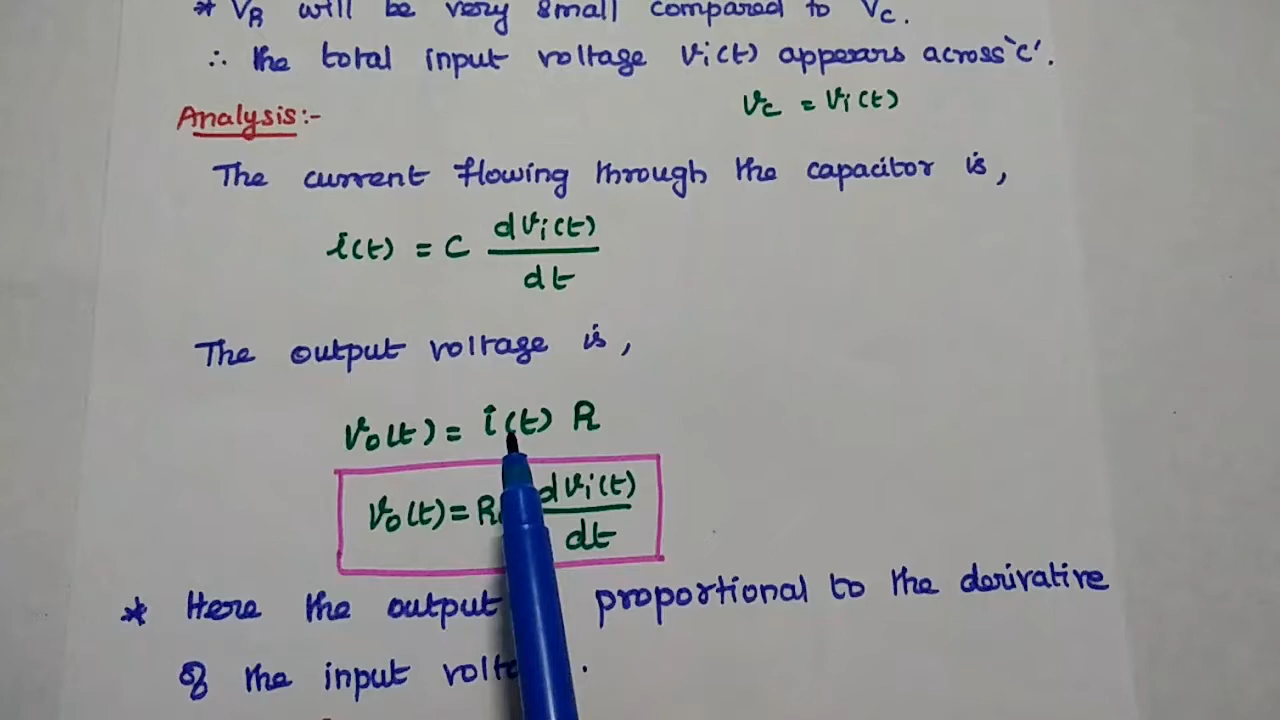 * VR will be very small compared to Vc.
∴ the total input voltage Vi(t) appears across 'c'.
Vc = Vi(t)
Analysis:-
The current flowing through the capacitor is,
i(t) = C dVi(t)/dt
The output voltage is,
Vo(t) = i(t) R
Vo(t) = R dVi(t)/dt
* Here the output proportional to the derivative
of the input